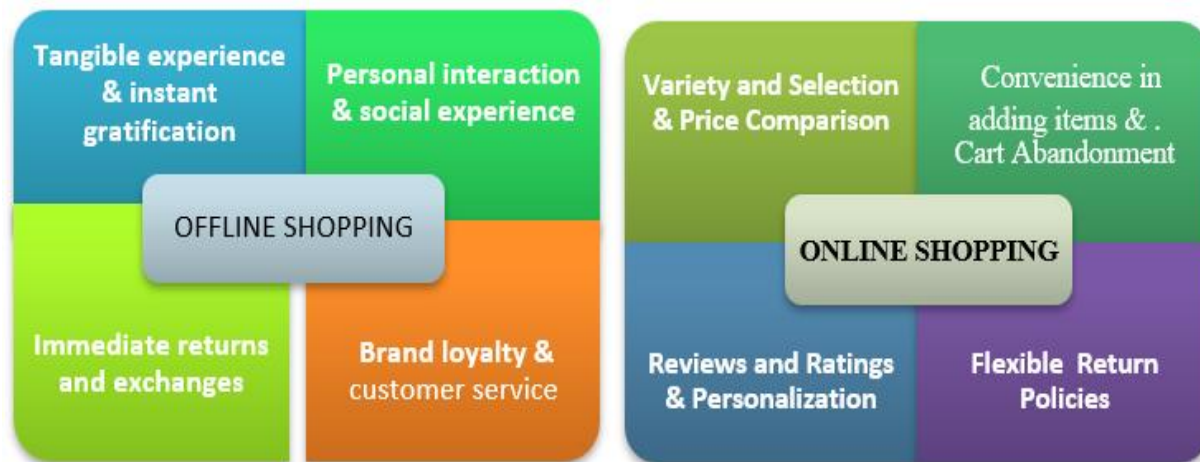 Tangible experience
& instant
gratification
Personal interaction
& social experience
OFFLINE SHOPPING
Immediate returns
and exchanges
Brand loyalty &
customer service
Variety and Selection
& Price Comparison
Convenience in
adding items & .
Cart Abandonment
ONLINE SHOPPING
Reviews and Ratings
& Personalization
Flexible Return
Policies